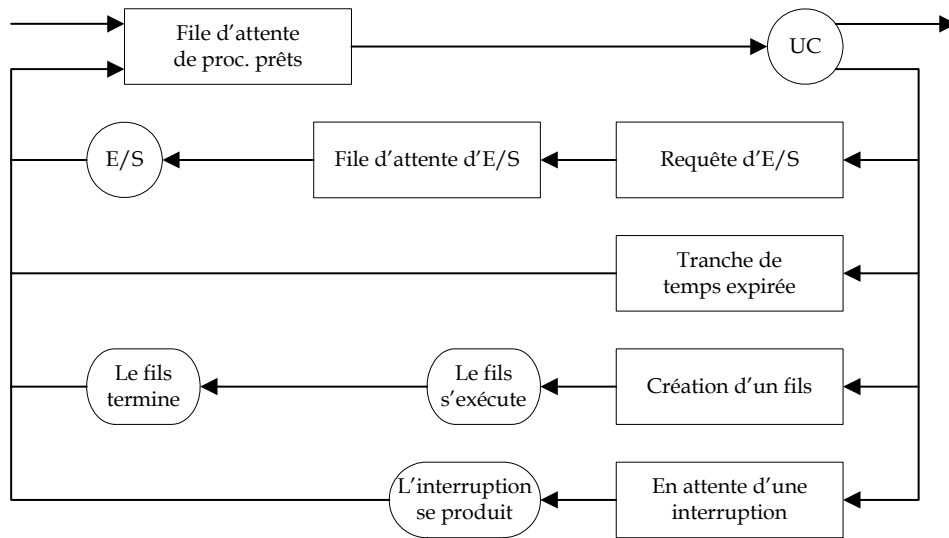 File d'attente
de proc. prêts
UC
E/S
File d'attente d'E/S
Requête d'E/S
Tranche de
temps expirée
Le fils
termine
Le fils
s'exécute
Création d'un fils
L'interruption
se produit
En attente d'une
interruption